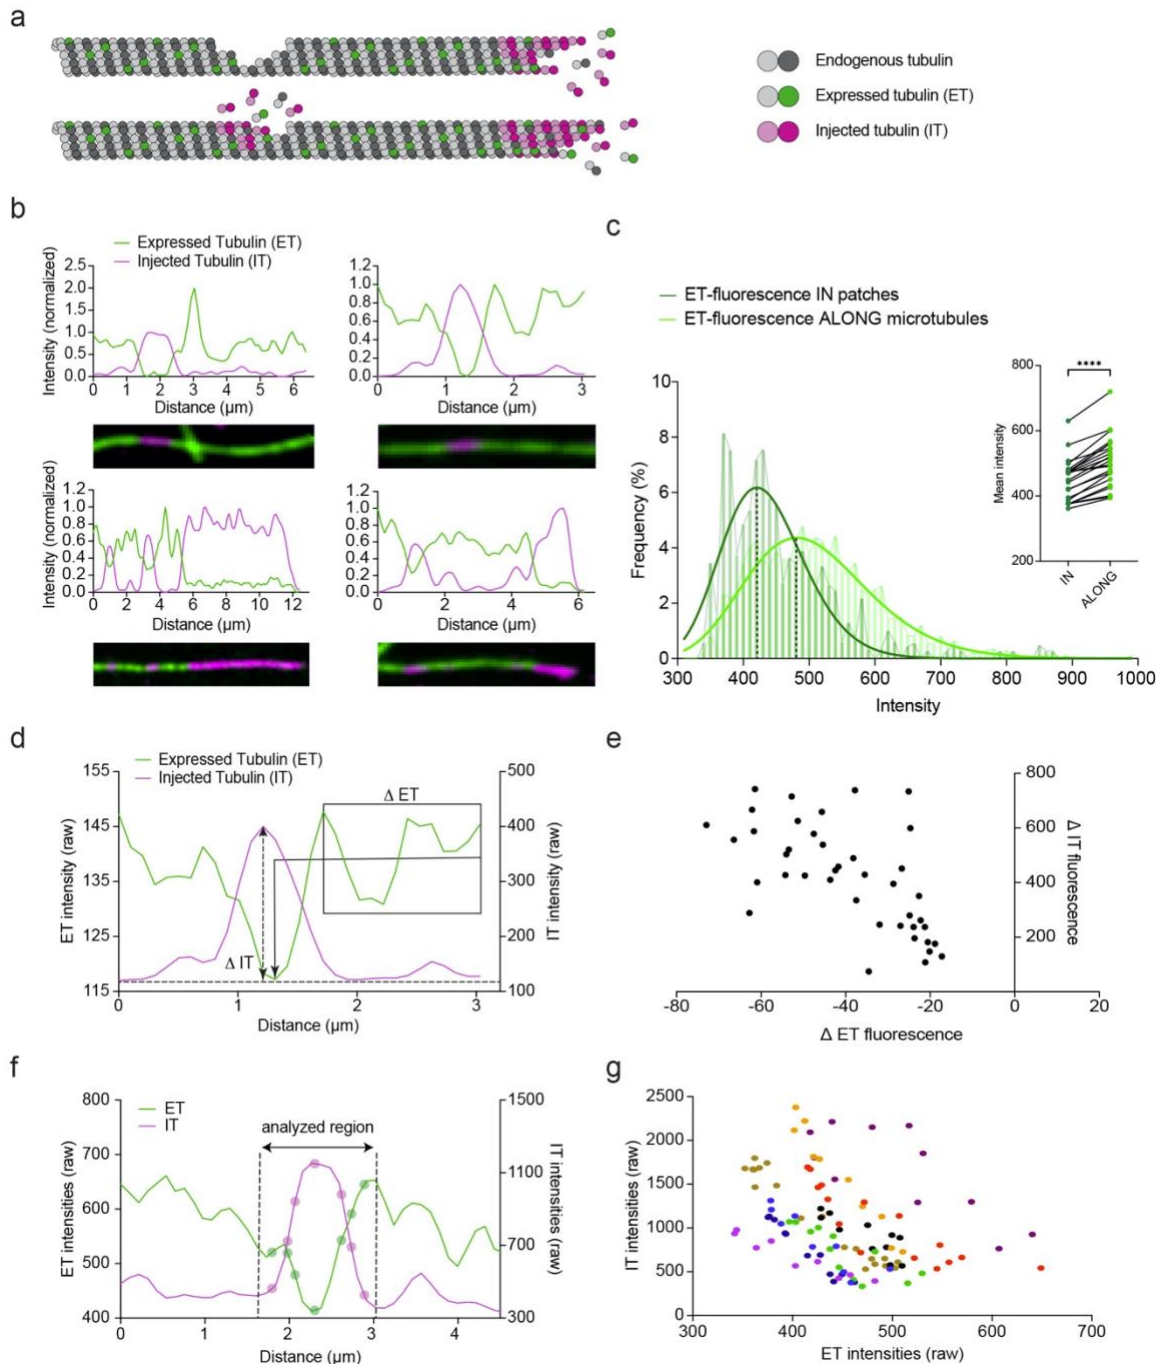 a
Endogenous tubulin
Expressed tubulin (ET)
Injected tubulin (IT)
b
Expressed Tubulin (ET)
Injected Tubulin (IT)
Intensity (normalized)
2.5
2.0
1.5
1.0
0.5
0.0
0 1 2 3 4 5 6
Distance (µm)
1.2
1.0
0.8
0.6
0.4
0.2
0.0
0 1 2 3
Distance (µm)
Intensity (normalized)
1.2
1.0
0.8
0.6
0.4
0.2
0.0
0 2 4 6 8 10 12
Distance (µm)
1.2
1.0
0.8
0.6
0.4
0.2
0.0
0 2 4 6
Distance (µm)
c
ET-fluorescence IN patches
ET-fluorescence ALONG microtubules
Frequency (%)
10
8
6
4
2
0
300 400 500 600 700 800 900 1000
Intensity
Mean intensity
800
600
400
200
****
IN
ALONG
d
Expressed Tubulin (ET)
Injected Tubulin (IT)
ET intensity (raw)
155
145
135
125
115
Δ ET
Δ IT
500
400
300
200
100
IT intensity (raw)
0 1 2 3
Distance (µm)
e
800
600
400
200
Δ IT fluorescence
-80 -60 -40 -20 0 20
Δ ET fluorescence
f
ET
IT
analyzed region
ET intensities (raw)
800
700
600
500
400
1500
1100
700
300
IT intensities (raw)
0 1 2 3 4
Distance (µm)
g
IT intensities (raw)
2500
2000
1500
1000
500
0
300 400 500 600 700
ET intensities (raw)